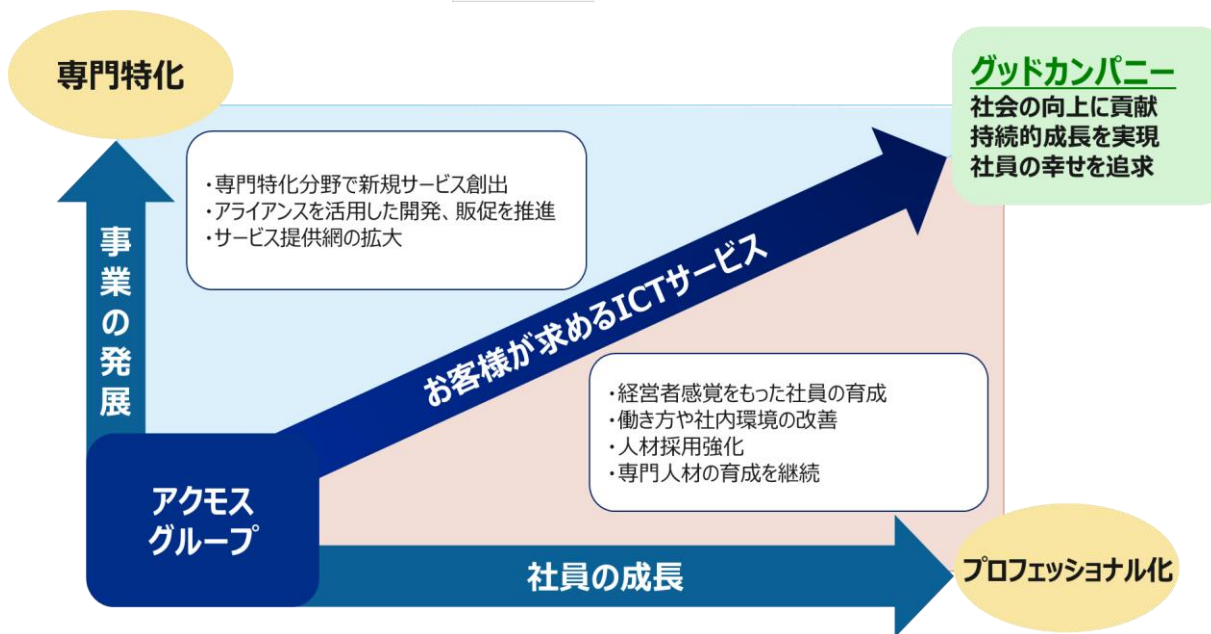 専門特化
グッドカンパニー
社会の向上に貢献
持続的成長を実現
社員の幸せを追求
・専門特化分野で新規サービス創出
・アライアンスを活用した開発、販促を推進
・サービス提供網の拡大
事業の発展
お客様が求めるICTサービス
・経営者感覚をもった社員の育成
・働き方や社内環境の改善
・人材採用強化
・専門人材の育成を継続
アクモス
グループ
社員の成長
プロフェッショナル化